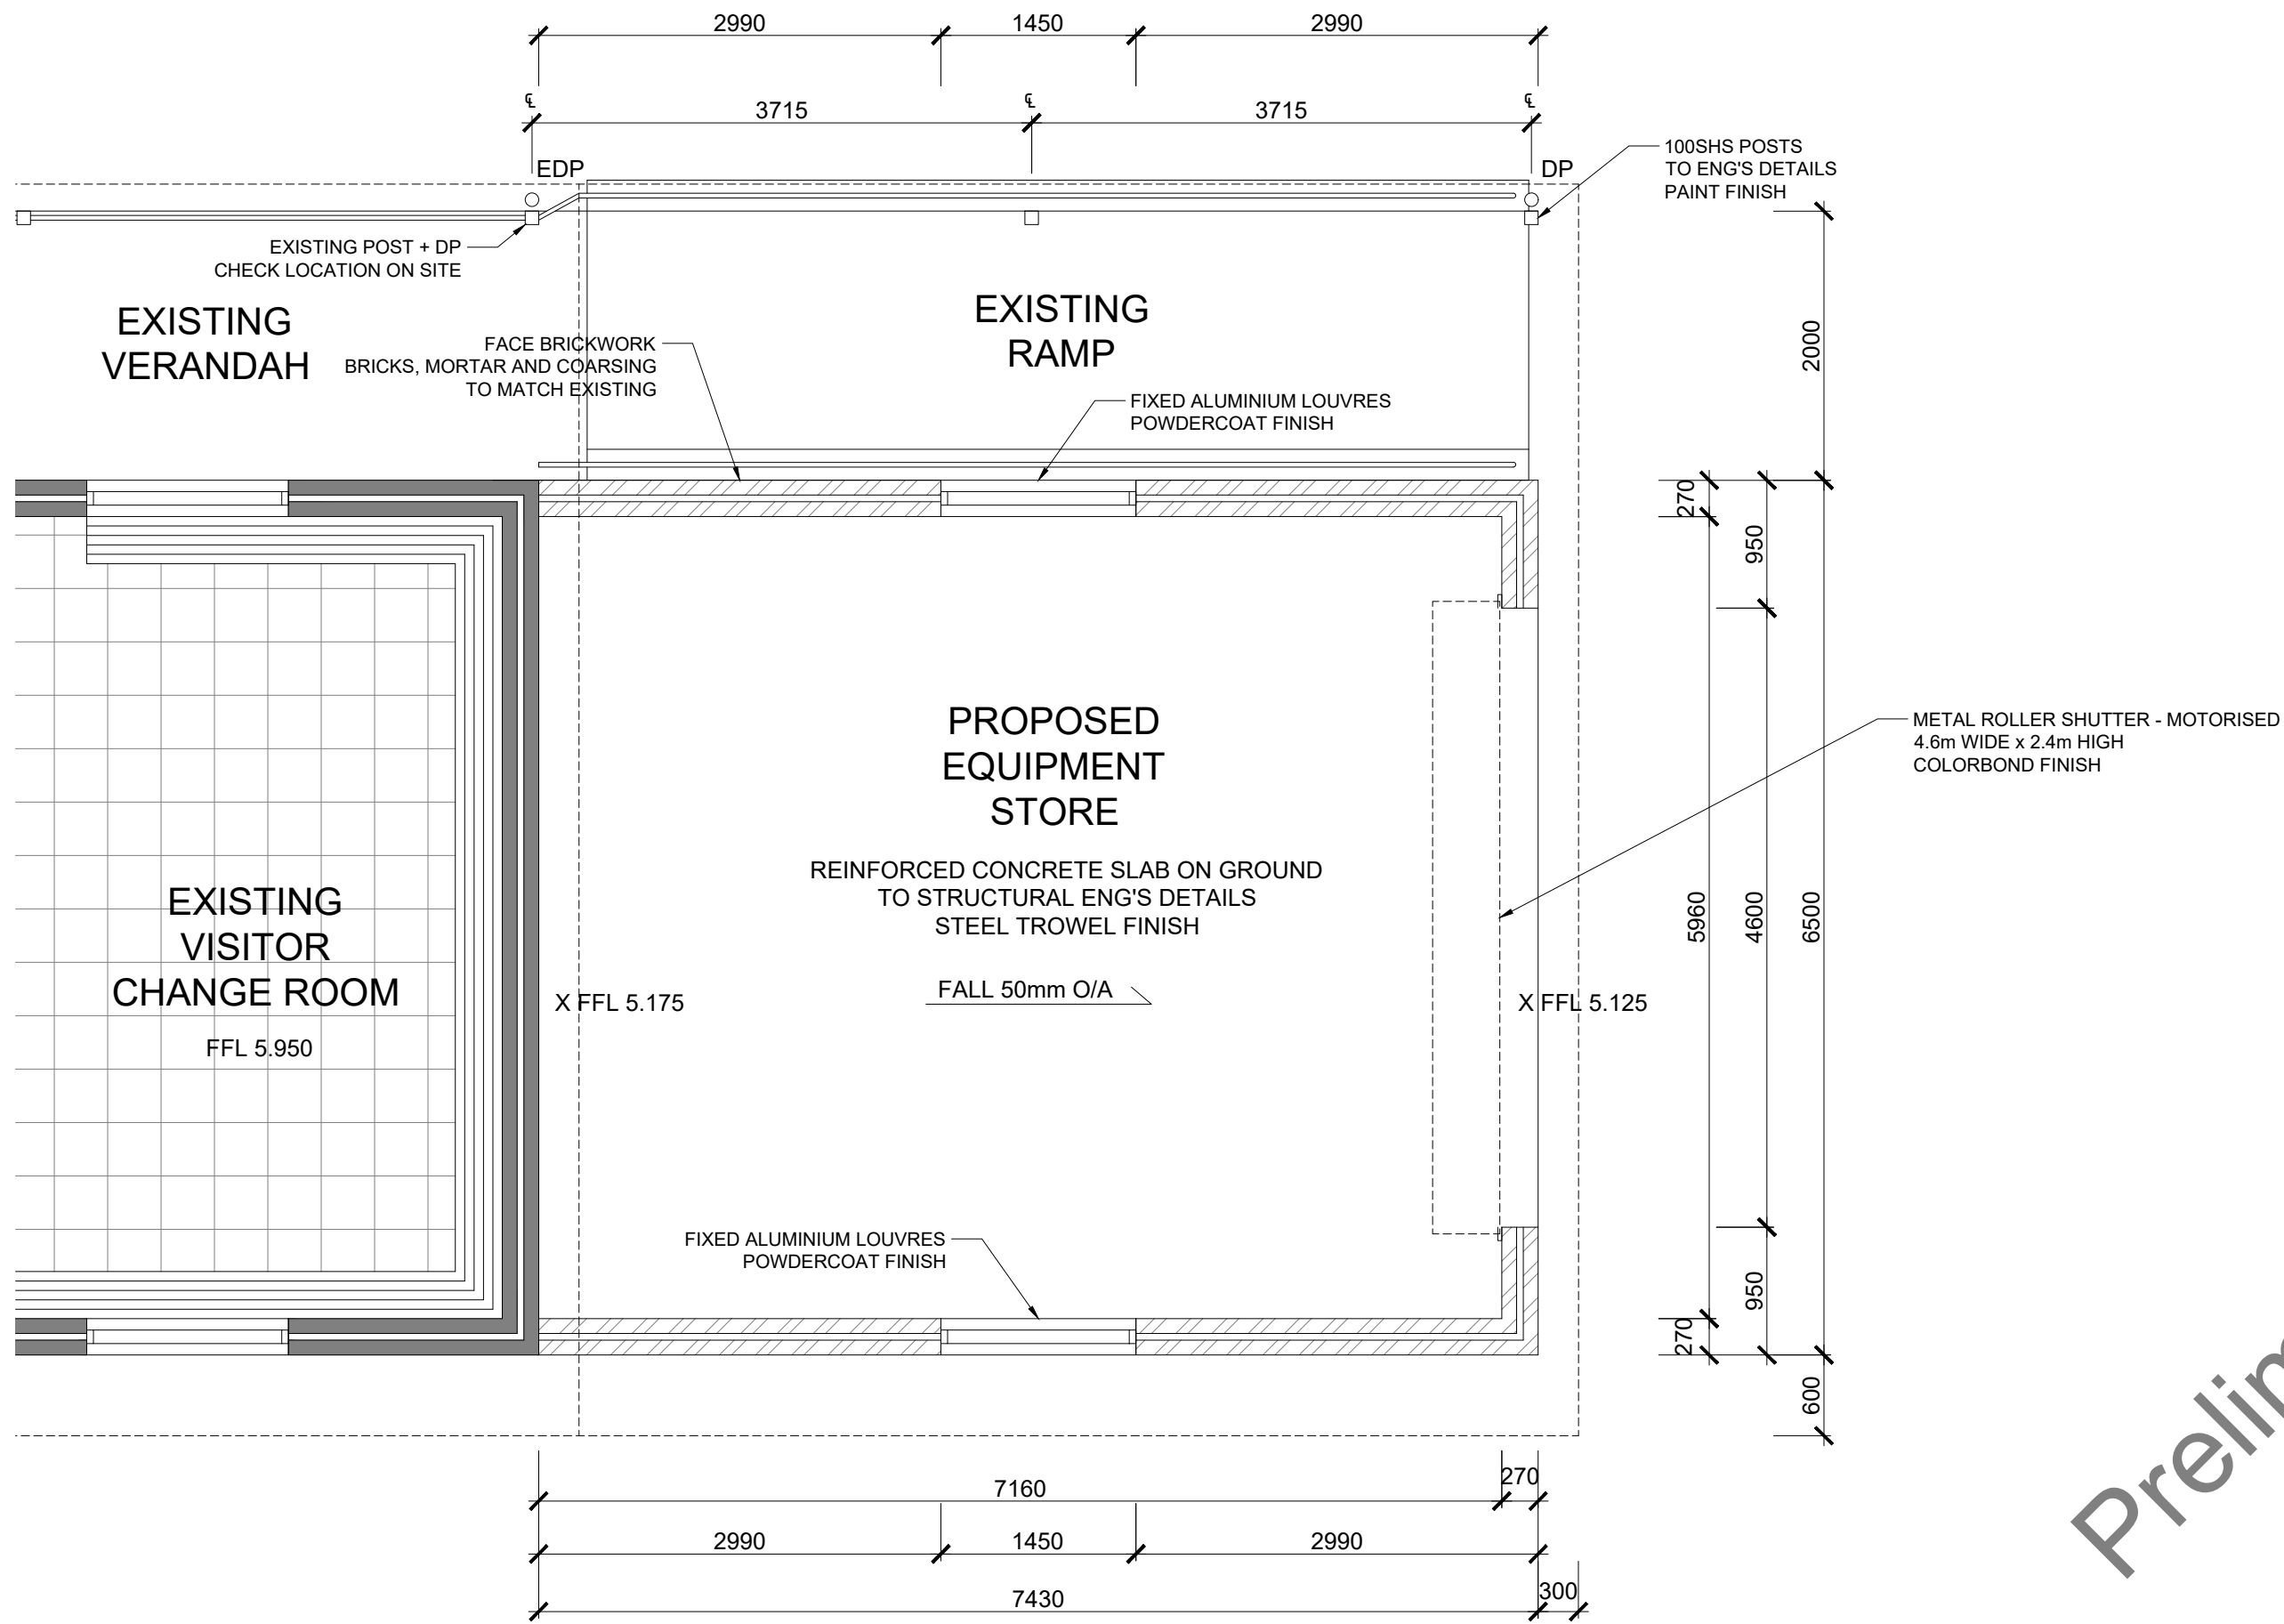 2990
1450
2990
℄
℄
℄
3715
3715
EDP
DP
100SHS POSTS
TO ENG'S DETAILS
PAINT FINISH
EXISTING POST + DP
CHECK LOCATION ON SITE
EXISTING
VERANDAH
FACE BRICKWORK
BRICKS, MORTAR AND COARSING
TO MATCH EXISTING
EXISTING
RAMP
FIXED ALUMINIUM LOUVRES
POWDERCOAT FINISH
2000
270
950
PROPOSED
EQUIPMENT
STORE
REINFORCED CONCRETE SLAB ON GROUND
TO STRUCTURAL ENG'S DETAILS
STEEL TROWEL FINISH
FALL 50mm O/A
METAL ROLLER SHUTTER - MOTORISED
4.6m WIDE x 2.4m HIGH
COLORBOND FINISH
5960
4600
6500
EXISTING
VISITOR
CHANGE ROOM
FFL 5.950
X FFL 5.175
X FFL 5.125
FIXED ALUMINIUM LOUVRES
POWDERCOAT FINISH
950
270
600
7160
270
2990
1450
2990
7430
300